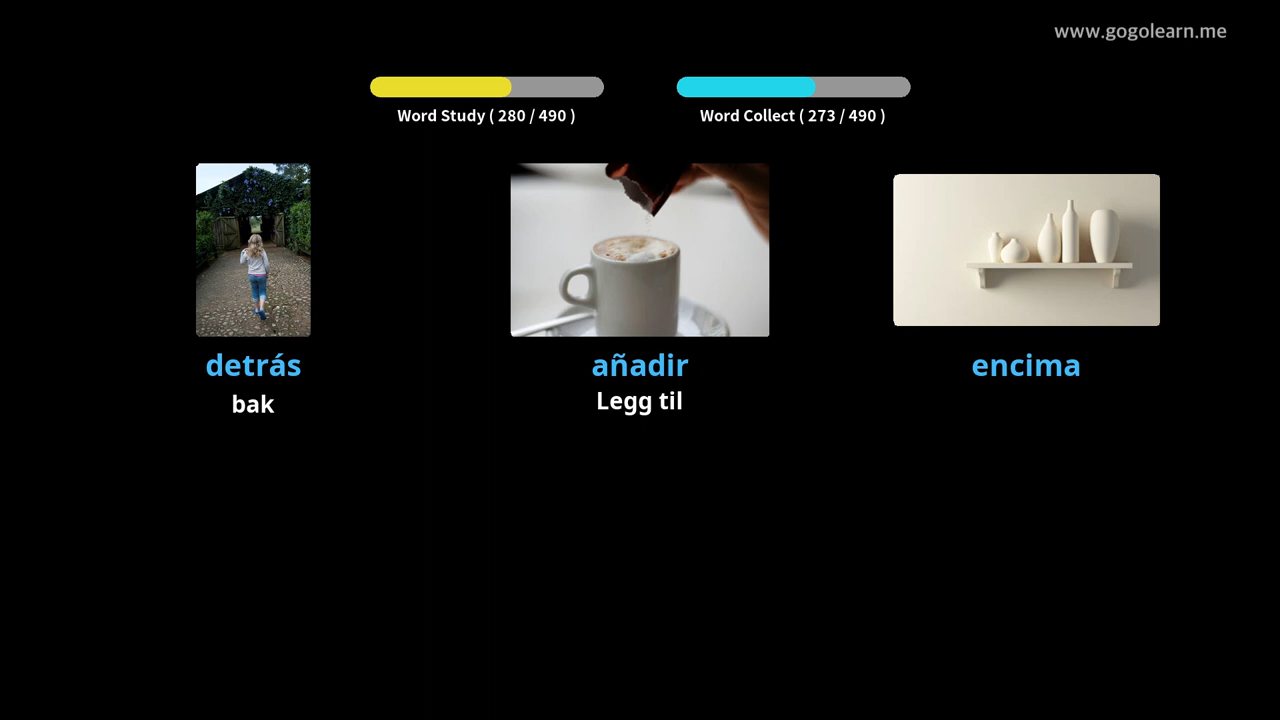 www.gogolearn.me
Word Study ( 280 / 490 )
Word Collect ( 273 / 490 )
detrás
bak
añadir
Legg til
encima